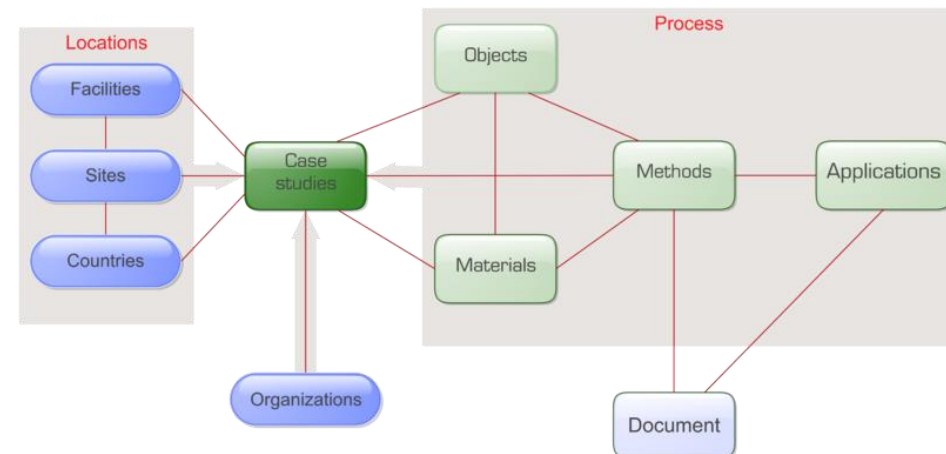 Locations
Process
Facilities
Sites
Countries
Case
studies
Organizations
Objects
Materials
Methods
Applications
Document